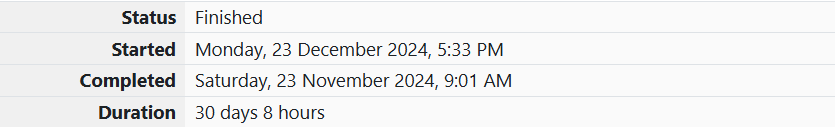 Status Finished
Started Monday, 23 December 2024, 5:33 PM
Completed Saturday, 23 November 2024, 9:01 AM
Duration 30 days 8 hours